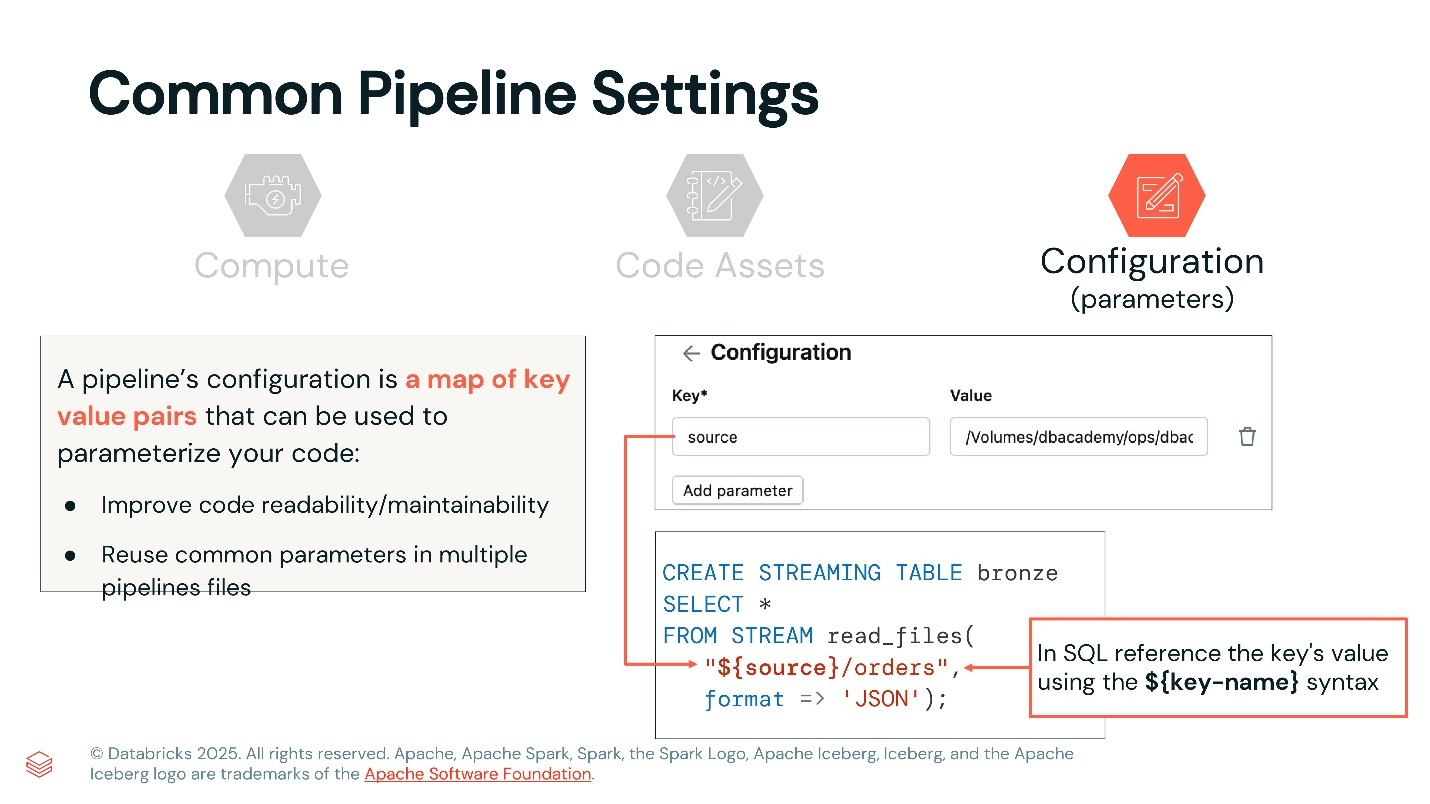 Common Pipeline Settings
Compute
Code Assets
Configuration
(parameters)
A pipeline's configuration is a map of key
value pairs that can be used to
parameterize your code:
● Improve code readability/maintainability
● Reuse common parameters in multiple
pipelines files
← Configuration
Key*
Value
source
/Volumes/dbacademy/ops/dbac
Add parameter
CREATE STREAMING TABLE bronze
SELECT *
FROM STREAM read_files(
"${source}/orders",
format => 'JSON');
In SQL reference the key's value
using the ${key-name} syntax
© Databricks 2025. All rights reserved. Apache, Apache Spark, Spark, the Spark Logo, Apache Iceberg, Iceberg, and the Apache
Iceberg logo are trademarks of the Apache Software Foundation.